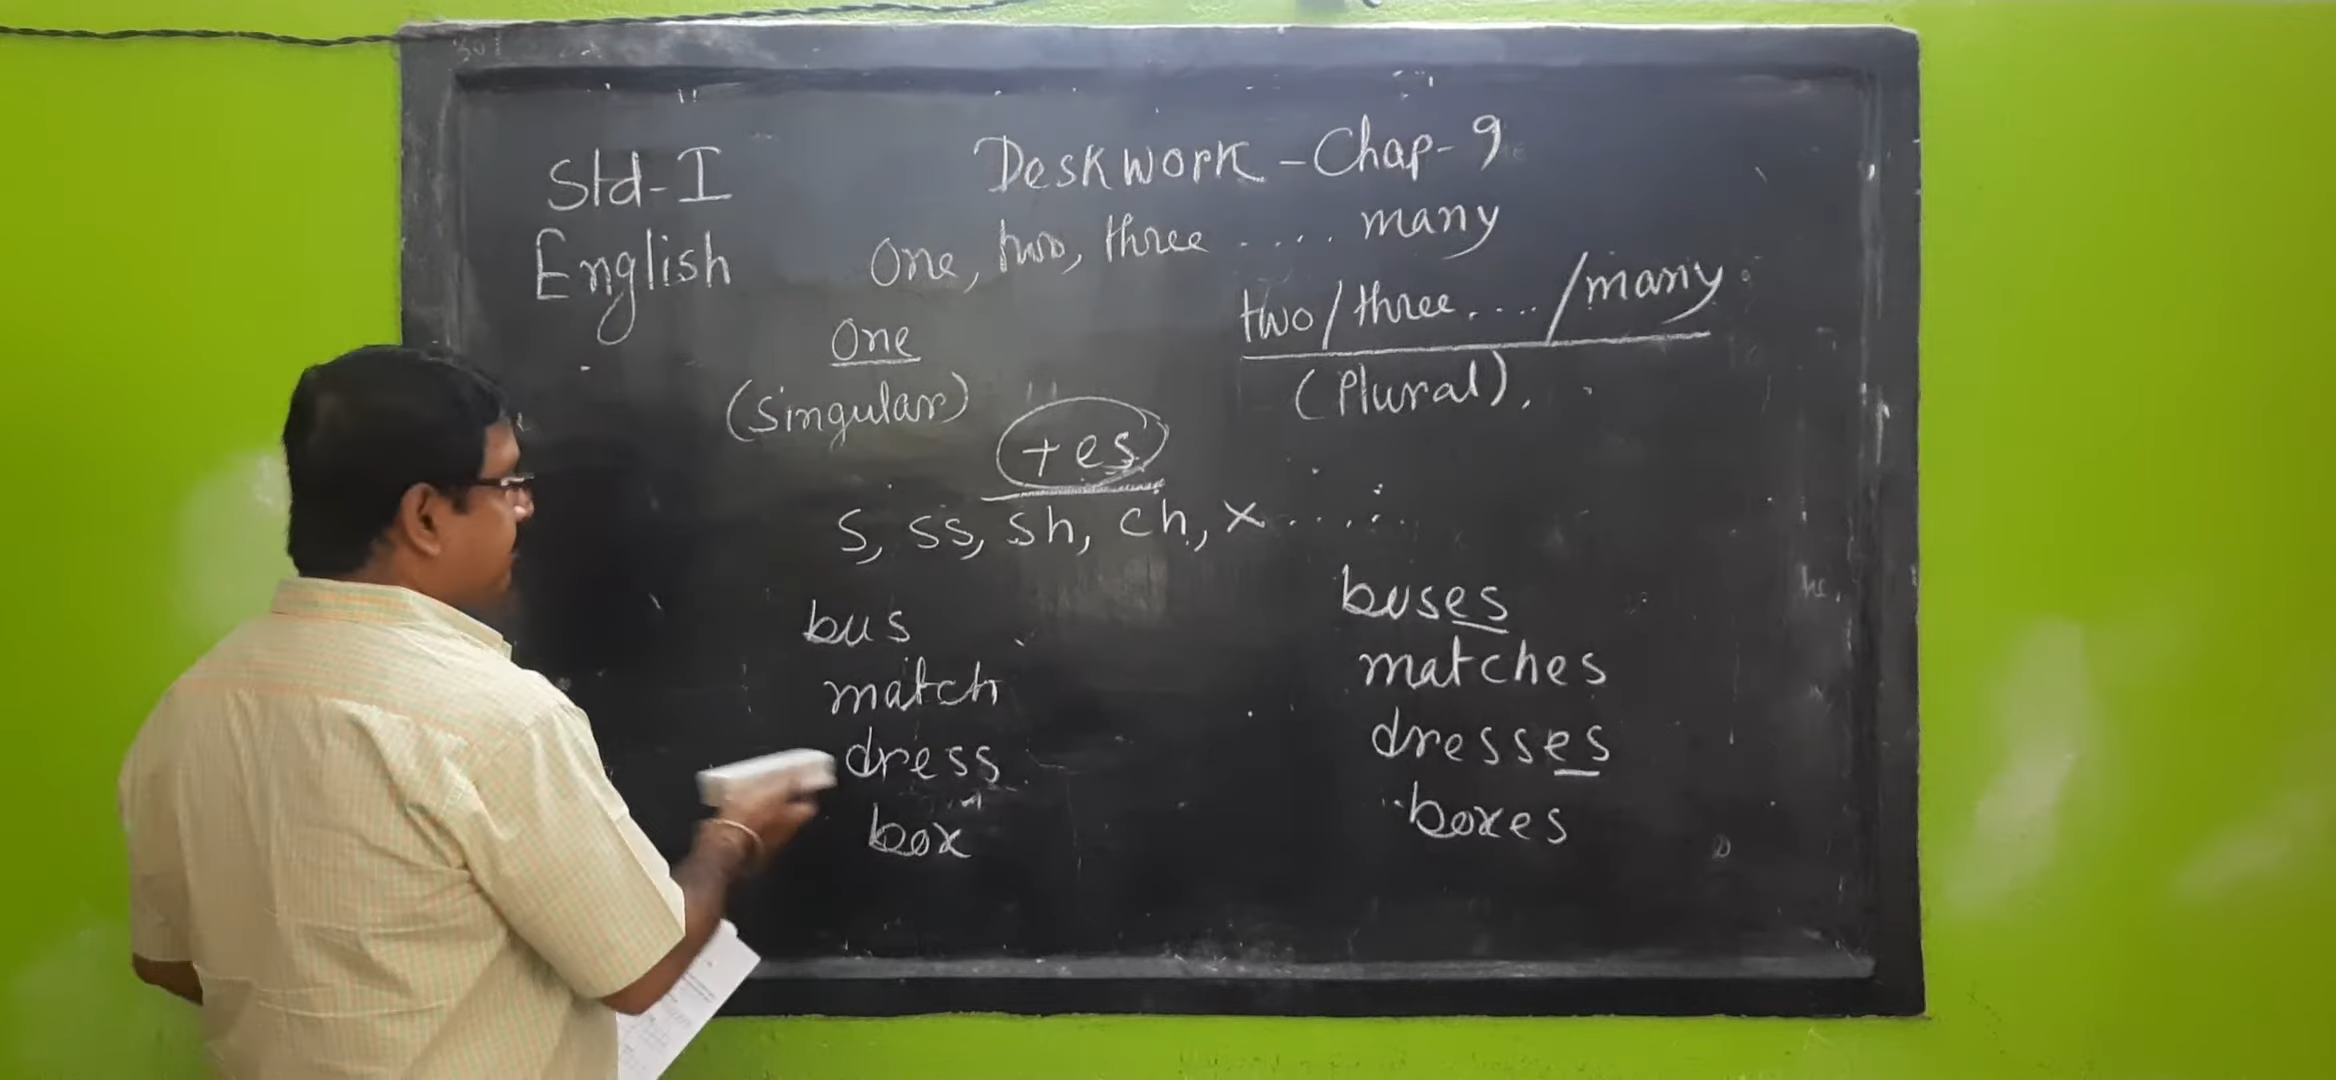 Std-I
Deskwork - Chap-9
English
One, two, three .... many
One
two/three..../many
(Singular)
(Plural).
+es
s, ss, sh, ch, x .....
bus
buses
match
matches
dress
dresses
box
boxes